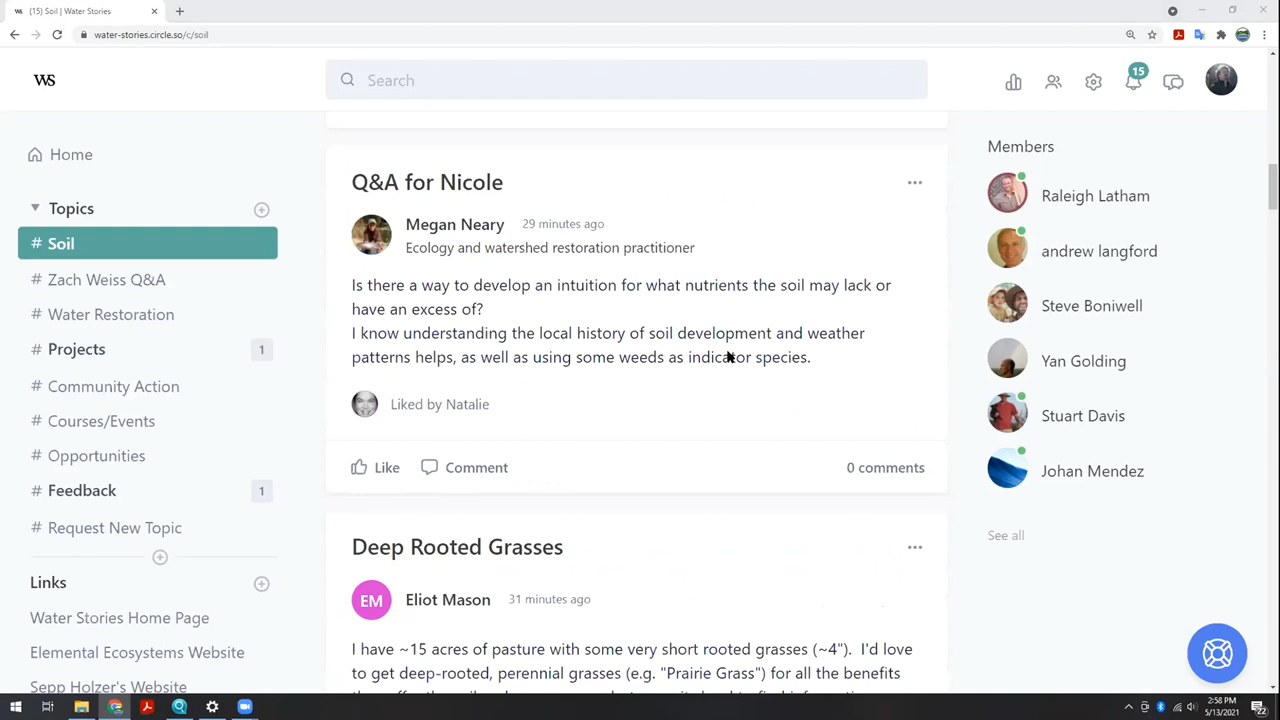 (15) Soil | Water Stories
water-stories.circle.so/c/soil
WS
Search
15
Home
Topics
# Soil
# Zach Weiss Q&A
# Water Restoration
# Projects 1
# Community Action
# Courses/Events
# Opportunities
# Feedback 1
# Request New Topic
Links
Water Stories Home Page
Elemental Ecosystems Website
Sepp Holzer's Website
Q&A for Nicole
Megan Neary 29 minutes ago
Ecology and watershed restoration practitioner
Is there a way to develop an intuition for what nutrients the soil may lack or
have an excess of?
I know understanding the local history of soil development and weather
patterns helps, as well as using some weeds as indicator species.
Liked by Natalie
Like Comment 0 comments
Deep Rooted Grasses
EM Eliot Mason 31 minutes ago
I have ~15 acres of pasture with some very short rooted grasses (~4"). I'd love
to get deep-rooted, perennial grasses (e.g. "Prairie Grass") for all the benefits
Members
Raleigh Latham
andrew langford
Steve Boniwell
Yan Golding
Stuart Davis
Johan Mendez
See all
2:58 PM
5/13/2021
22